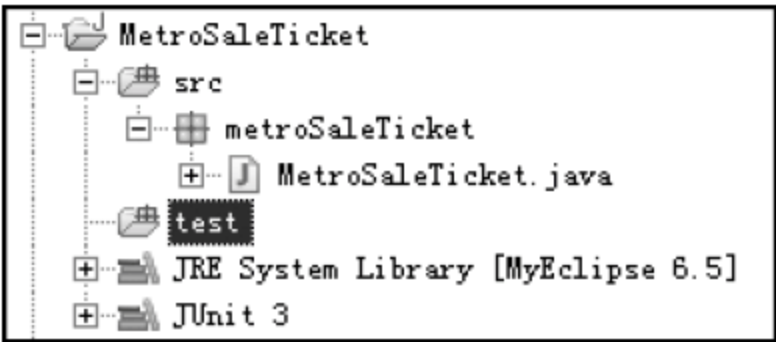 MetroSaleTicket
src
metroSaleTicket
MetroSaleTicket.java
test
JRE System Library [MyEclipse 6.5]
JUnit 3